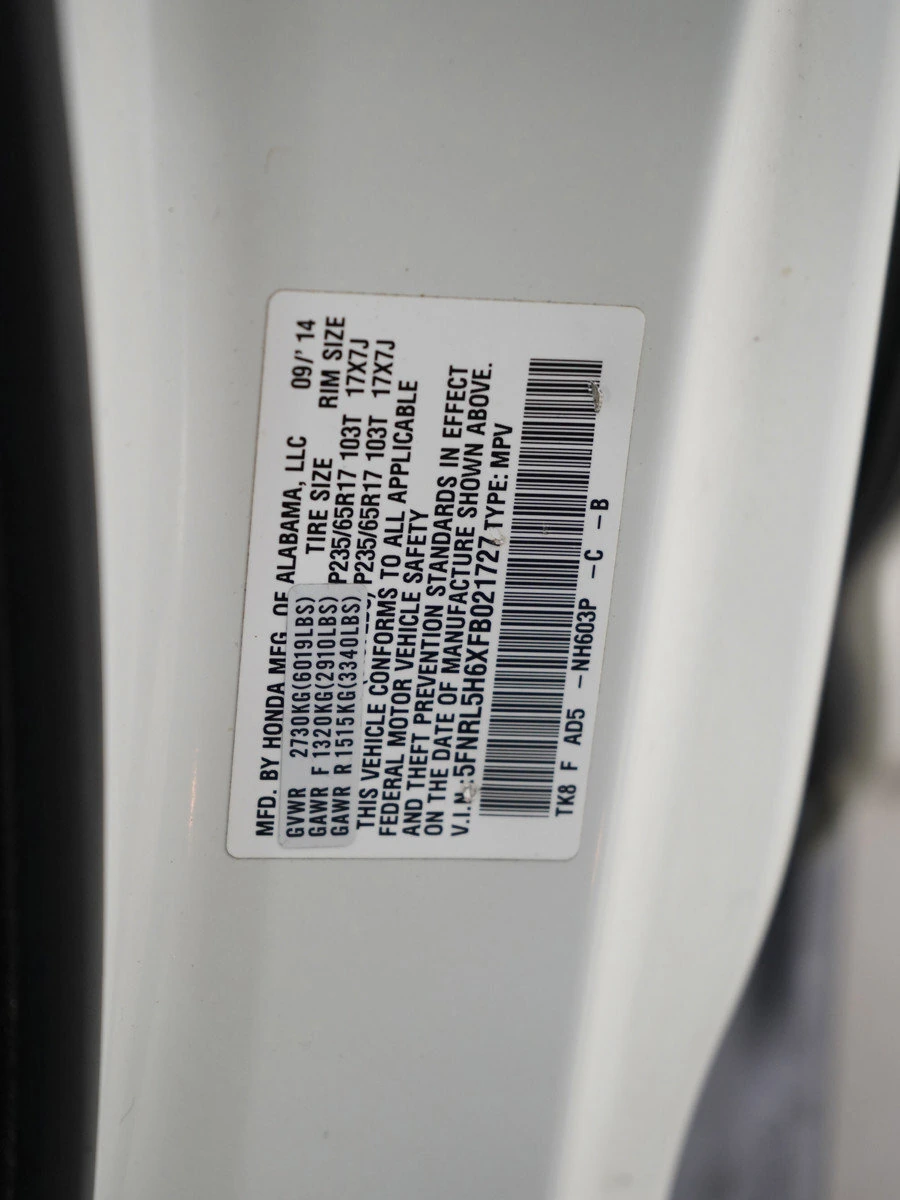 MFD. BY HONDA MFG. OF ALABAMA, LLC 09/' 14
TIRE SIZE RIM SIZE
GVWR 2730KG(6019LBS)
GAWR F 1320KG(2910LBS) P235/65R17 103T 17X7J
GAWR R 1515KG(3340LBS) P235/65R17 103T 17X7J
THIS VEHICLE CONFORMS TO ALL APPLICABLE
FEDERAL MOTOR VEHICLE SAFETY
AND THEFT PREVENTION STANDARDS IN EFFECT
ON THE DATE OF MANUFACTURE SHOWN ABOVE.
V.I.N.:5FNRL5H6XFB021727 TYPE: MPV
TK8 F AD5 -NH603P -C -B